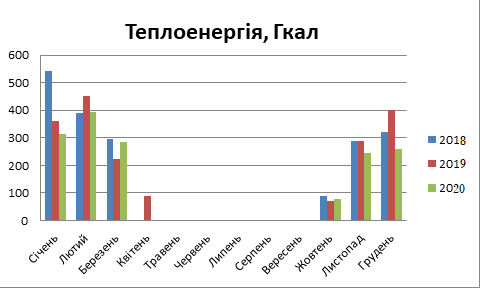 Теплоенергія, Гкал
600
500
400
300
200
100
0
Січень
Лютий
Березень
Квітень
Травень
Червень
Липень
Серпень
Вересень
Жовтень
Листопад
Грудень
2018
2019
2020